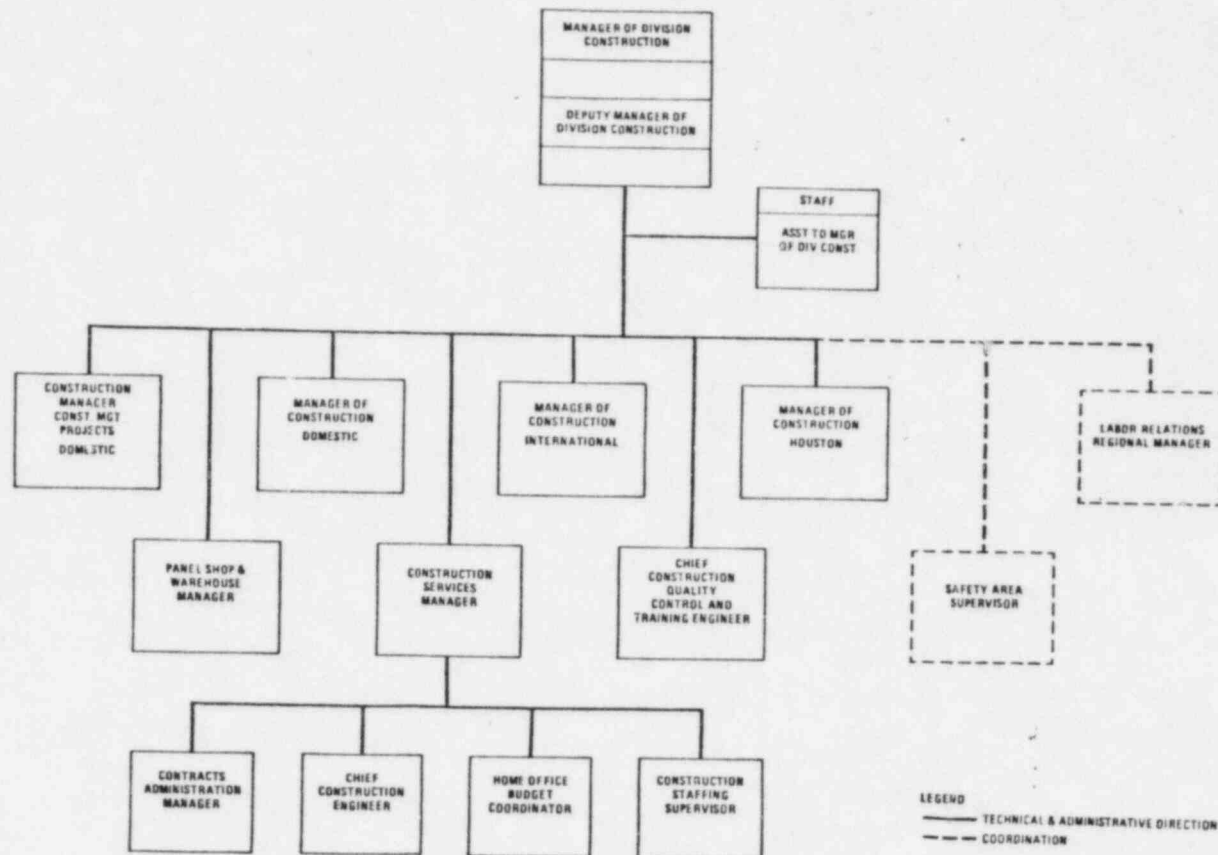 MANAGER OF DIVISION
CONSTRUCTION
DEPUTY MANAGER OF
DIVISION CONSTRUCTION
STAFF
ASST TO MGR
OF DIV CONST.
CONSTRUCTION
MANAGER
CONST. MGT
PROJECTS
DOMESTIC
MANAGER OF
CONSTRUCTION
DOMESTIC
MANAGER OF
CONSTRUCTION
INTERNATIONAL
MANAGER OF
CONSTRUCTION
HOUSTON
LABOR RELATIONS
REGIONAL MANAGER
PANEL SHOP &
WAREHOUSE
MANAGER
CONSTRUCTION
SERVICES
MANAGER
CHIEF
CONSTRUCTION
QUALITY
CONTROL AND
TRAINING ENGINEER
SAFETY AREA
SUPERVISOR
CONTRACTS
ADMINISTRATION
MANAGER
CHIEF
CONSTRUCTION
ENGINEER
HOME OFFICE
BUDGET
COORDINATOR
CONSTRUCTION
STAFFING
SUPERVISOR
LEGEND
TECHNICAL & ADMINISTRATIVE DIRECTION
COORDINATION